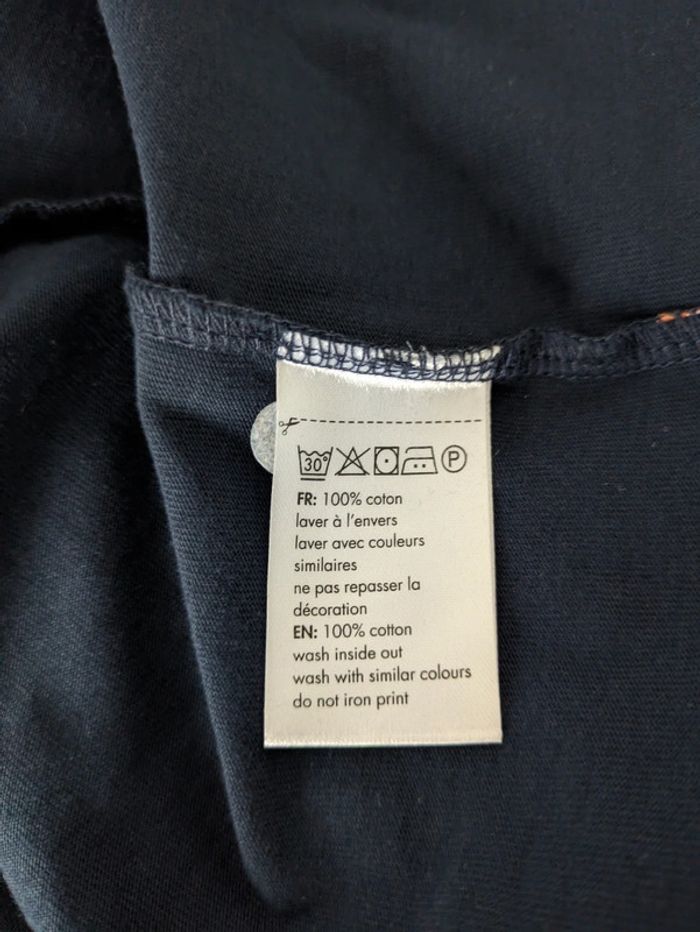 30° P
FR: 100% coton
laver à l'envers
laver avec couleurs
similaires
ne pas repasser la
décoration
EN: 100% cotton
wash inside out
wash with similar colours
do not iron print